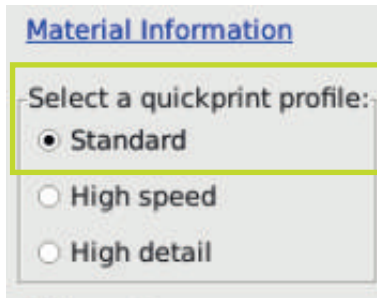 Material Information
Select a quickprint profile:
Standard
High speed
High detail